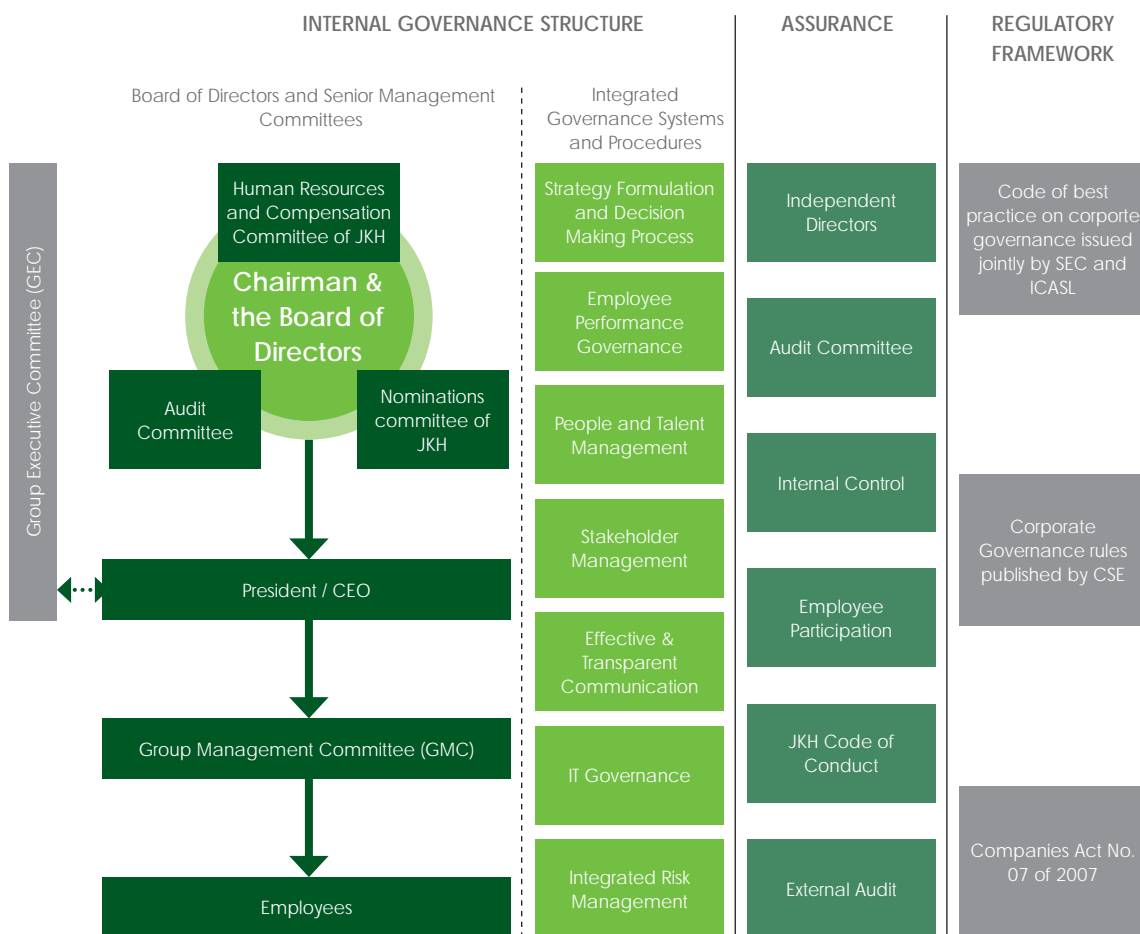 INTERNAL GOVERNANCE STRUCTURE
ASSURANCE
REGULATORY
FRAMEWORK
Board of Directors and Senior Management
Committees
Integrated
Governance Systems
and Procedures
Group Executive Committee (GEC)
Human Resources
and Compensation
Committee of JKH
Chairman &
the Board of
Directors
Audit
Committee
Nominations
committee of
JKH
President / CEO
Group Management Committee (GMC)
Employees
Strategy Formulation
and Decision
Making Process
Employee
Performance
Governance
People and Talent
Management
Stakeholder
Management
Effective &
Transparent
Communication
IT Governance
Integrated Risk
Management
Independent
Directors
Audit Committee
Internal Control
Employee
Participation
JKH Code of
Conduct
External Audit
Code of best
practice on corporte
governance issued
jointly by SEC and
ICASL
Corporate
Governance rules
published by CSE
Companies Act No.
07 of 2007